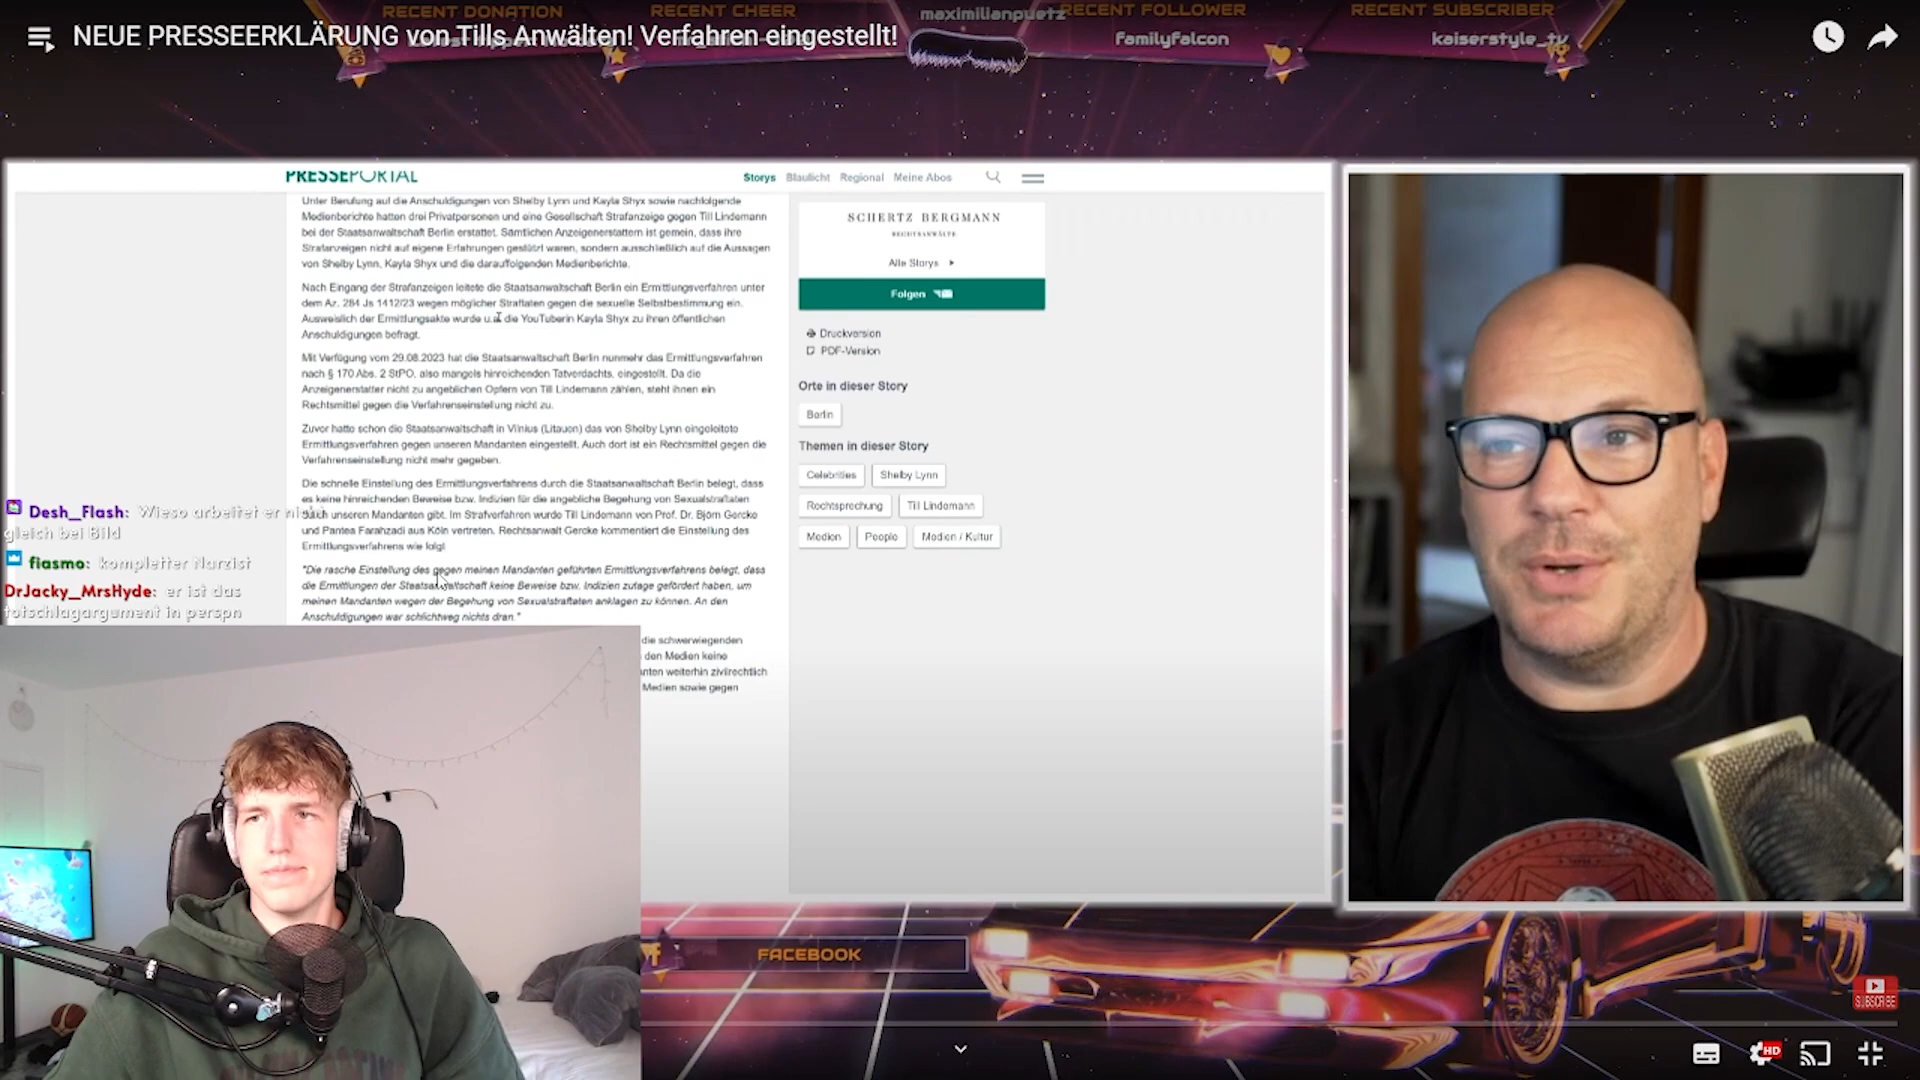 RECENT DONATION
RECENT CHEER
maximilianpuetz
RECENT FOLLOWER
RECENT SUBSCRIBER
NEUE PRESSEERKLÄRUNG von Tills Anwälten! Verfahren eingestellt!
familyfalcon
kaiserstyle_tv
PRESSEPORTAL
Storys Blaulicht Regional Meine Abos
Unter Berufung auf die Anschuldigungen von Shelby Lynn und Kayla Shyx sowie nachfolgende
Medienberichte hatten drei Privatpersonen und eine Gesellschaft Strafanzeige gegen Till Lindemann
bei der Staatsanwaltschaft Berlin erstattet. Sämtlichen Anzeigenerstattern ist gemein, dass ihre
Strafanzeigen nicht auf eigene Erfahrungen gestützt waren, sondern ausschließlich auf die Aussagen
von Shelby Lynn, Kayla Shyx und die darauffolgenden Medienberichte.
Nach Eingang der Strafanzeigen leitete die Staatsanwaltschaft Berlin ein Ermittlungsverfahren unter
dem Az. 284 Js 1412/23 wegen möglicher Straftaten gegen die sexuelle Selbstbestimmung ein.
Ausweislich der Ermittlungsakte wurde u.a. die YouTuberin Kayla Shyx zu ihren öffentlichen
Anschuldigungen befragt.
Mit Verfügung vom 29.08.2023 hat die Staatsanwaltschaft Berlin nunmehr das Ermittlungsverfahren
nach § 170 Abs. 2 StPO, also mangels hinreichenden Tatverdachts, eingestellt. Da die
Anzeigenerstatter nicht zu angeblichen Opfern von Till Lindemann zählen, steht ihnen ein
Rechtsmittel gegen die Verfahrenseinstellung nicht zu.
Zuvor hatte schon die Staatsanwaltschaft in Vilnius (Litauen) das von Shelby Lynn eingeleitete
Ermittlungsverfahren gegen unseren Mandanten eingestellt. Auch dort ist ein Rechtsmittel gegen die
Verfahrenseinstellung nicht mehr gegeben.
Die schnelle Einstellung des Ermittlungsverfahrens durch die Staatsanwaltschaft Berlin belegt, dass
es keine hinreichenden Beweise bzw. Indizien für die angebliche Begehung von Sexualstraftaten
durch unseren Mandanten gibt. Im Strafverfahren wurde Till Lindemann von Prof. Dr. Björn Gercke
und Pantea Farahzadi aus Köln vertreten. Rechtsanwalt Gercke kommentiert die Einstellung des
Ermittlungsverfahrens wie folgt
"Die rasche Einstellung des gegen meinen Mandanten geführten Ermittlungsverfahrens belegt, dass
die Ermittlungen der Staatsanwaltschaft keine Beweise bzw. Indizien zutage gefördert haben, um
meinen Mandanten wegen der Begehung von Sexualstraftaten anklagen zu können. An den
Anschuldigungen war schlichtweg nichts dran."
die schwerwiegenden
den Medien keine
nten weiterhin zivilrechtlich
Medien sowie gegen
SCHERTZ BERGMANN
RECHTSANWÄLTE
Alle Storys
Folgen
Druckversion
PDF-Version
Orte in dieser Story
Berlin
Themen in dieser Story
Celebrities Shelby Lynn
Rechtsprechung Till Lindemann
Medien People Medien / Kultur
Desh_Flash: Wieso arbeitet er nicht
gleich bei Bild
fiasmo: kompletter Narzist
DrJacky_MrsHyde: er ist das
totschlagargument in perspn
FACEBOOK
SUBSCRIBE
HD